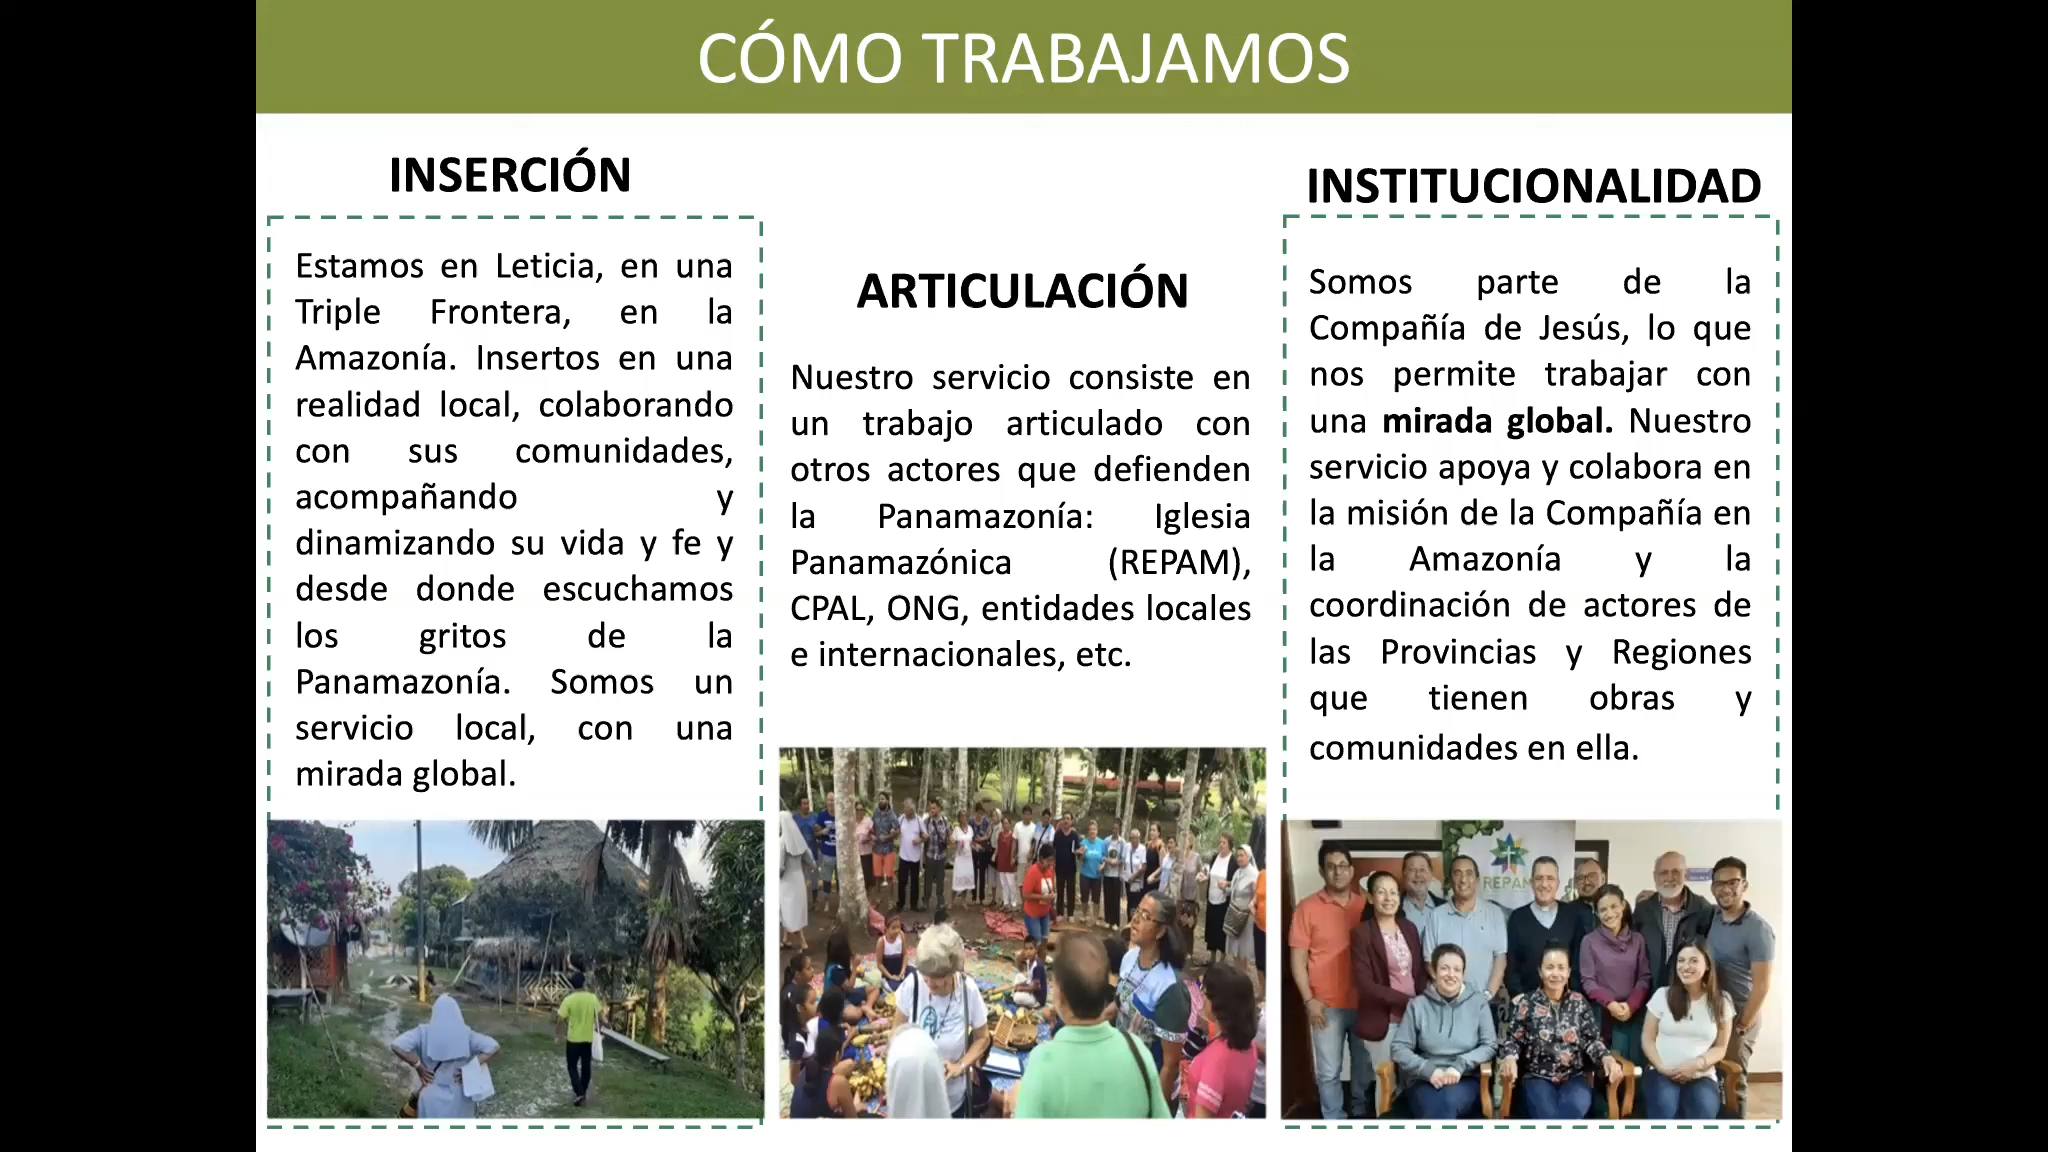 CÓMO TRABAJAMOS
INSERCIÓN
Estamos en Leticia, en una
Triple Frontera, en la
Amazonía. Insertos en una
realidad local, colaborando
con sus comunidades,
acompañando y
dinamizando su vida y fe y
desde donde escuchamos
los gritos de la
Panamazonía. Somos un
servicio local, con una
mirada global.
ARTICULACIÓN
Nuestro servicio consiste en
un trabajo articulado con
otros actores que defienden
la Panamazonía: Iglesia
Panamazónica (REPAM),
CPAL, ONG, entidades locales
e internacionales, etc.
INSTITUCIONALIDAD
Somos parte de la
Compañía de Jesús, lo que
nos permite trabajar con
una mirada global. Nuestro
servicio apoya y colabora en
la misión de la Compañía en
la Amazonía y la
coordinación de actores de
las Provincias y Regiones
que tienen obras y
comunidades en ella.
REPAM